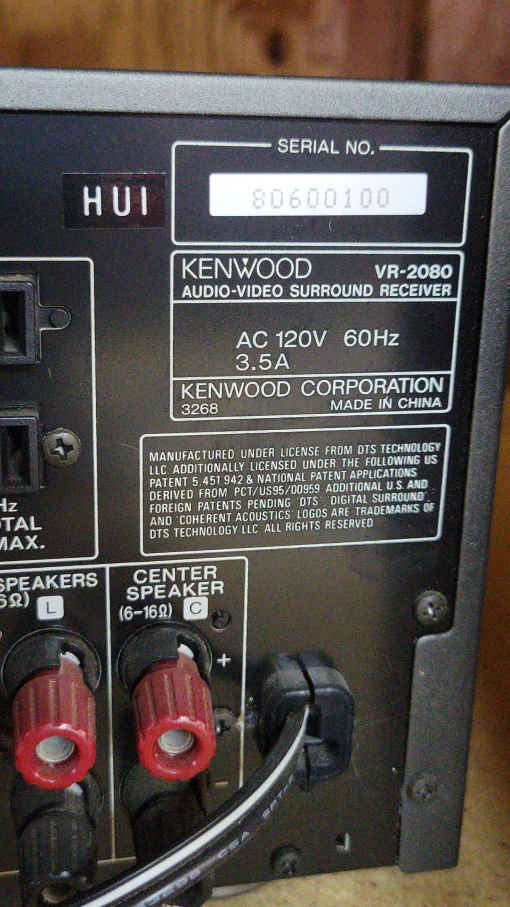 SERIAL NO.
HUI
80600100
KENWOOD VR-2080
AUDIO-VIDEO SURROUND RECEIVER
AC 120V 60Hz
3.5A
KENWOOD CORPORATION
3268 MADE IN CHINA
MANUFACTURED UNDER LICENSE FROM DTS TECHNOLOGY
LLC ADDITIONALLY LICENSED UNDER THE FOLLOWING US
PATENT 5,451,942 & NATIONAL PATENT APPLICATIONS
DERIVED FROM PCT/US95/00959 ADDITIONAL U.S. AND
FOREIGN PATENTS PENDING "DTS" "DIGITAL SURROUND"
AND "COHERENT ACOUSTICS" LOGOS ARE TRADEMARKS OF
DTS TECHNOLOGY LLC ALL RIGHTS RESERVED
Hz
MAX.
SPEAKERS
L
CENTER
SPEAKER
(6-16Ω) C
+
-
CSA